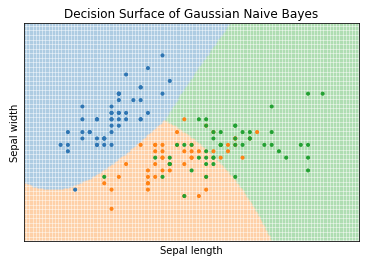 Decision Surface of Gaussian Naive Bayes
Sepal width
Sepal length